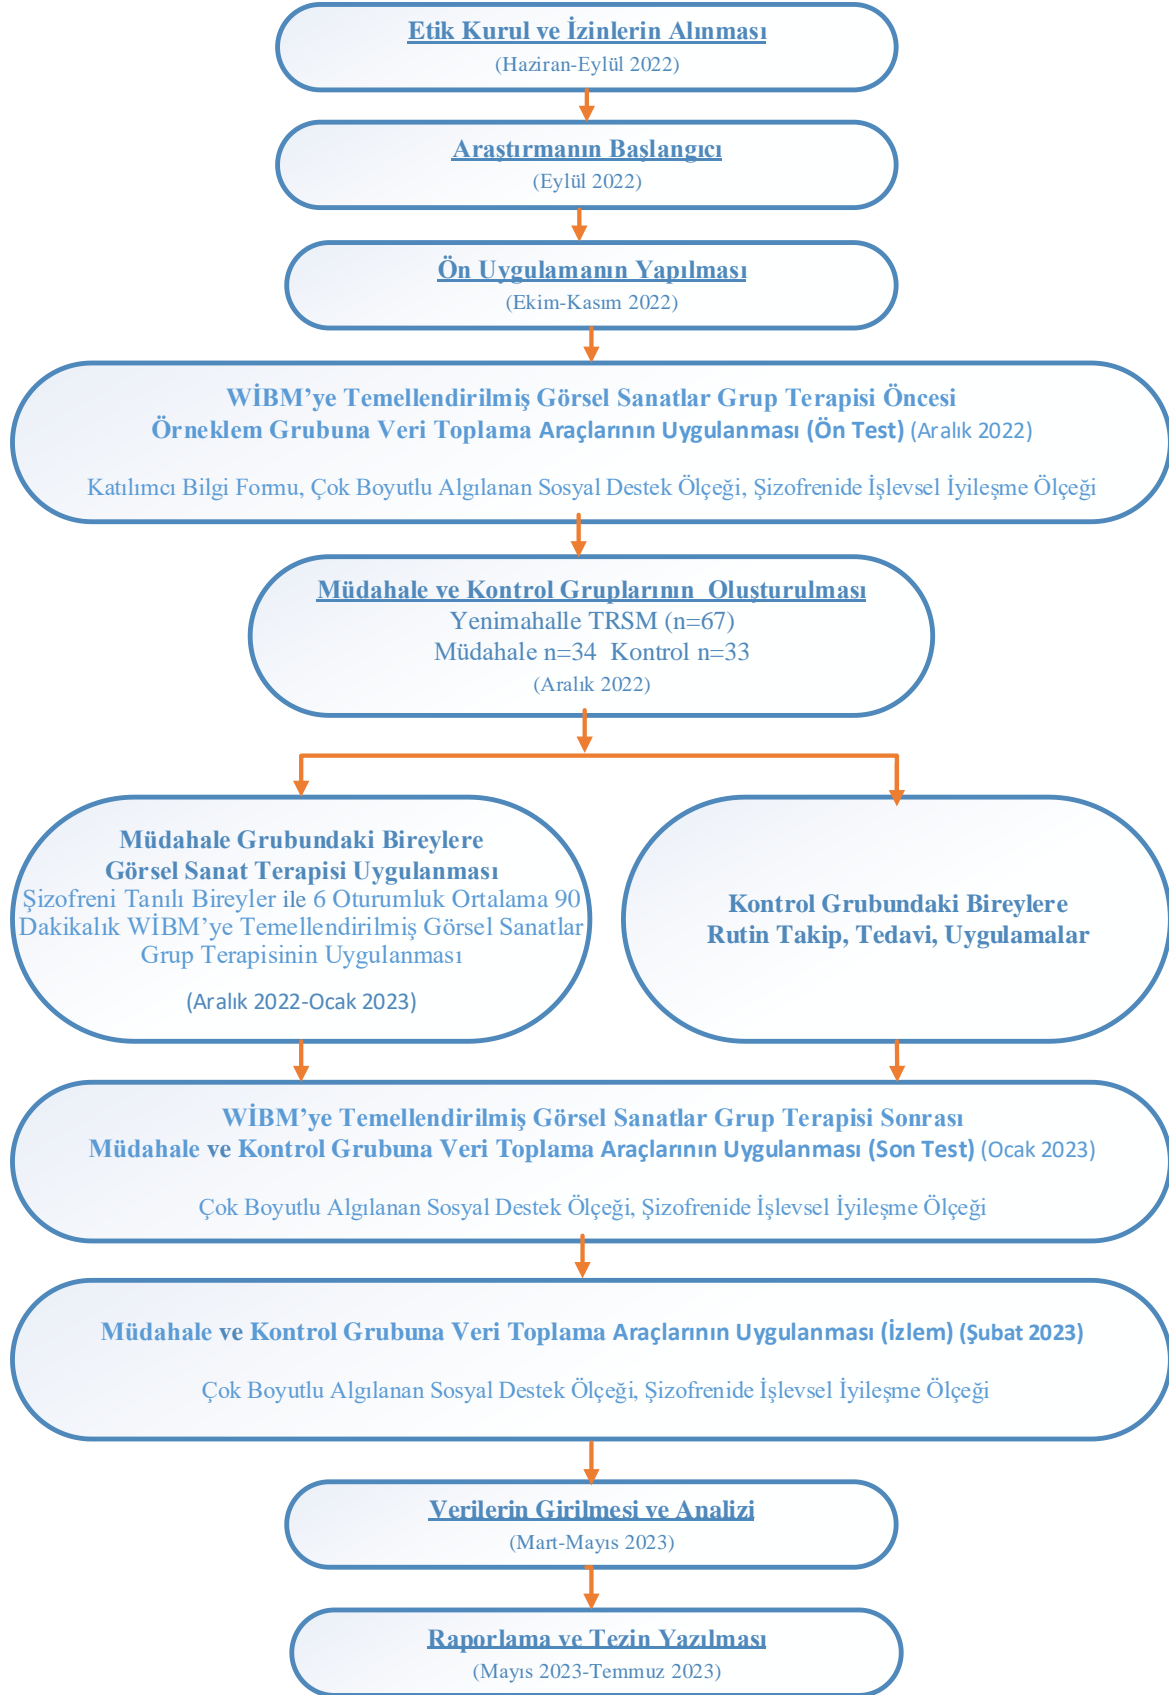 Etik Kurul ve İzinlerin Alınması
(Haziran-Eylül 2022)
Araştırmanın Başlangıcı
(Eylül 2022)
Ön Uygulamanın Yapılması
(Ekim-Kasım 2022)
WİBM’ye Temellendirilmiş Görsel Sanatlar Grup Terapisi Öncesi
Örneklem Grubuna Veri Toplama Araçlarının Uygulanması (Ön Test) (Aralık 2022)
Katılımcı Bilgi Formu, Çok Boyutlu Algılanan Sosyal Destek Ölçeği, Şizofrenide İşlevsel İyileşme Ölçeği
Müdahale ve Kontrol Gruplarının Oluşturulması
Yenimahalle TRSM (n=67)
Müdahale n=34 Kontrol n=33
(Aralık 2022)
Müdahale Grubundaki Bireylere
Görsel Sanat Terapisi Uygulanması
Şizofreni Tanılı Bireyler ile 6 Oturumluk Ortalama 90
Dakikalık WİBM’ye Temellendirilmiş Görsel Sanatlar
Grup Terapisinin Uygulanması
(Aralık 2022-Ocak 2023)
Kontrol Grubundaki Bireylere
Rutin Takip, Tedavi, Uygulamalar
WİBM’ye Temellendirilmiş Görsel Sanatlar Grup Terapisi Sonrası
Müdahale ve Kontrol Grubuna Veri Toplama Araçlarının Uygulanması (Son Test) (Ocak 2023)
Çok Boyutlu Algılanan Sosyal Destek Ölçeği, Şizofrenide İşlevsel İyileşme Ölçeği
Müdahale ve Kontrol Grubuna Veri Toplama Araçlarının Uygulanması (İzlem) (Şubat 2023)
Çok Boyutlu Algılanan Sosyal Destek Ölçeği, Şizofrenide İşlevsel İyileşme Ölçeği
Verilerin Girilmesi ve Analizi
(Mart-Mayıs 2023)
Raporlama ve Tezin Yazılması
(Mayıs 2023-Temmuz 2023)